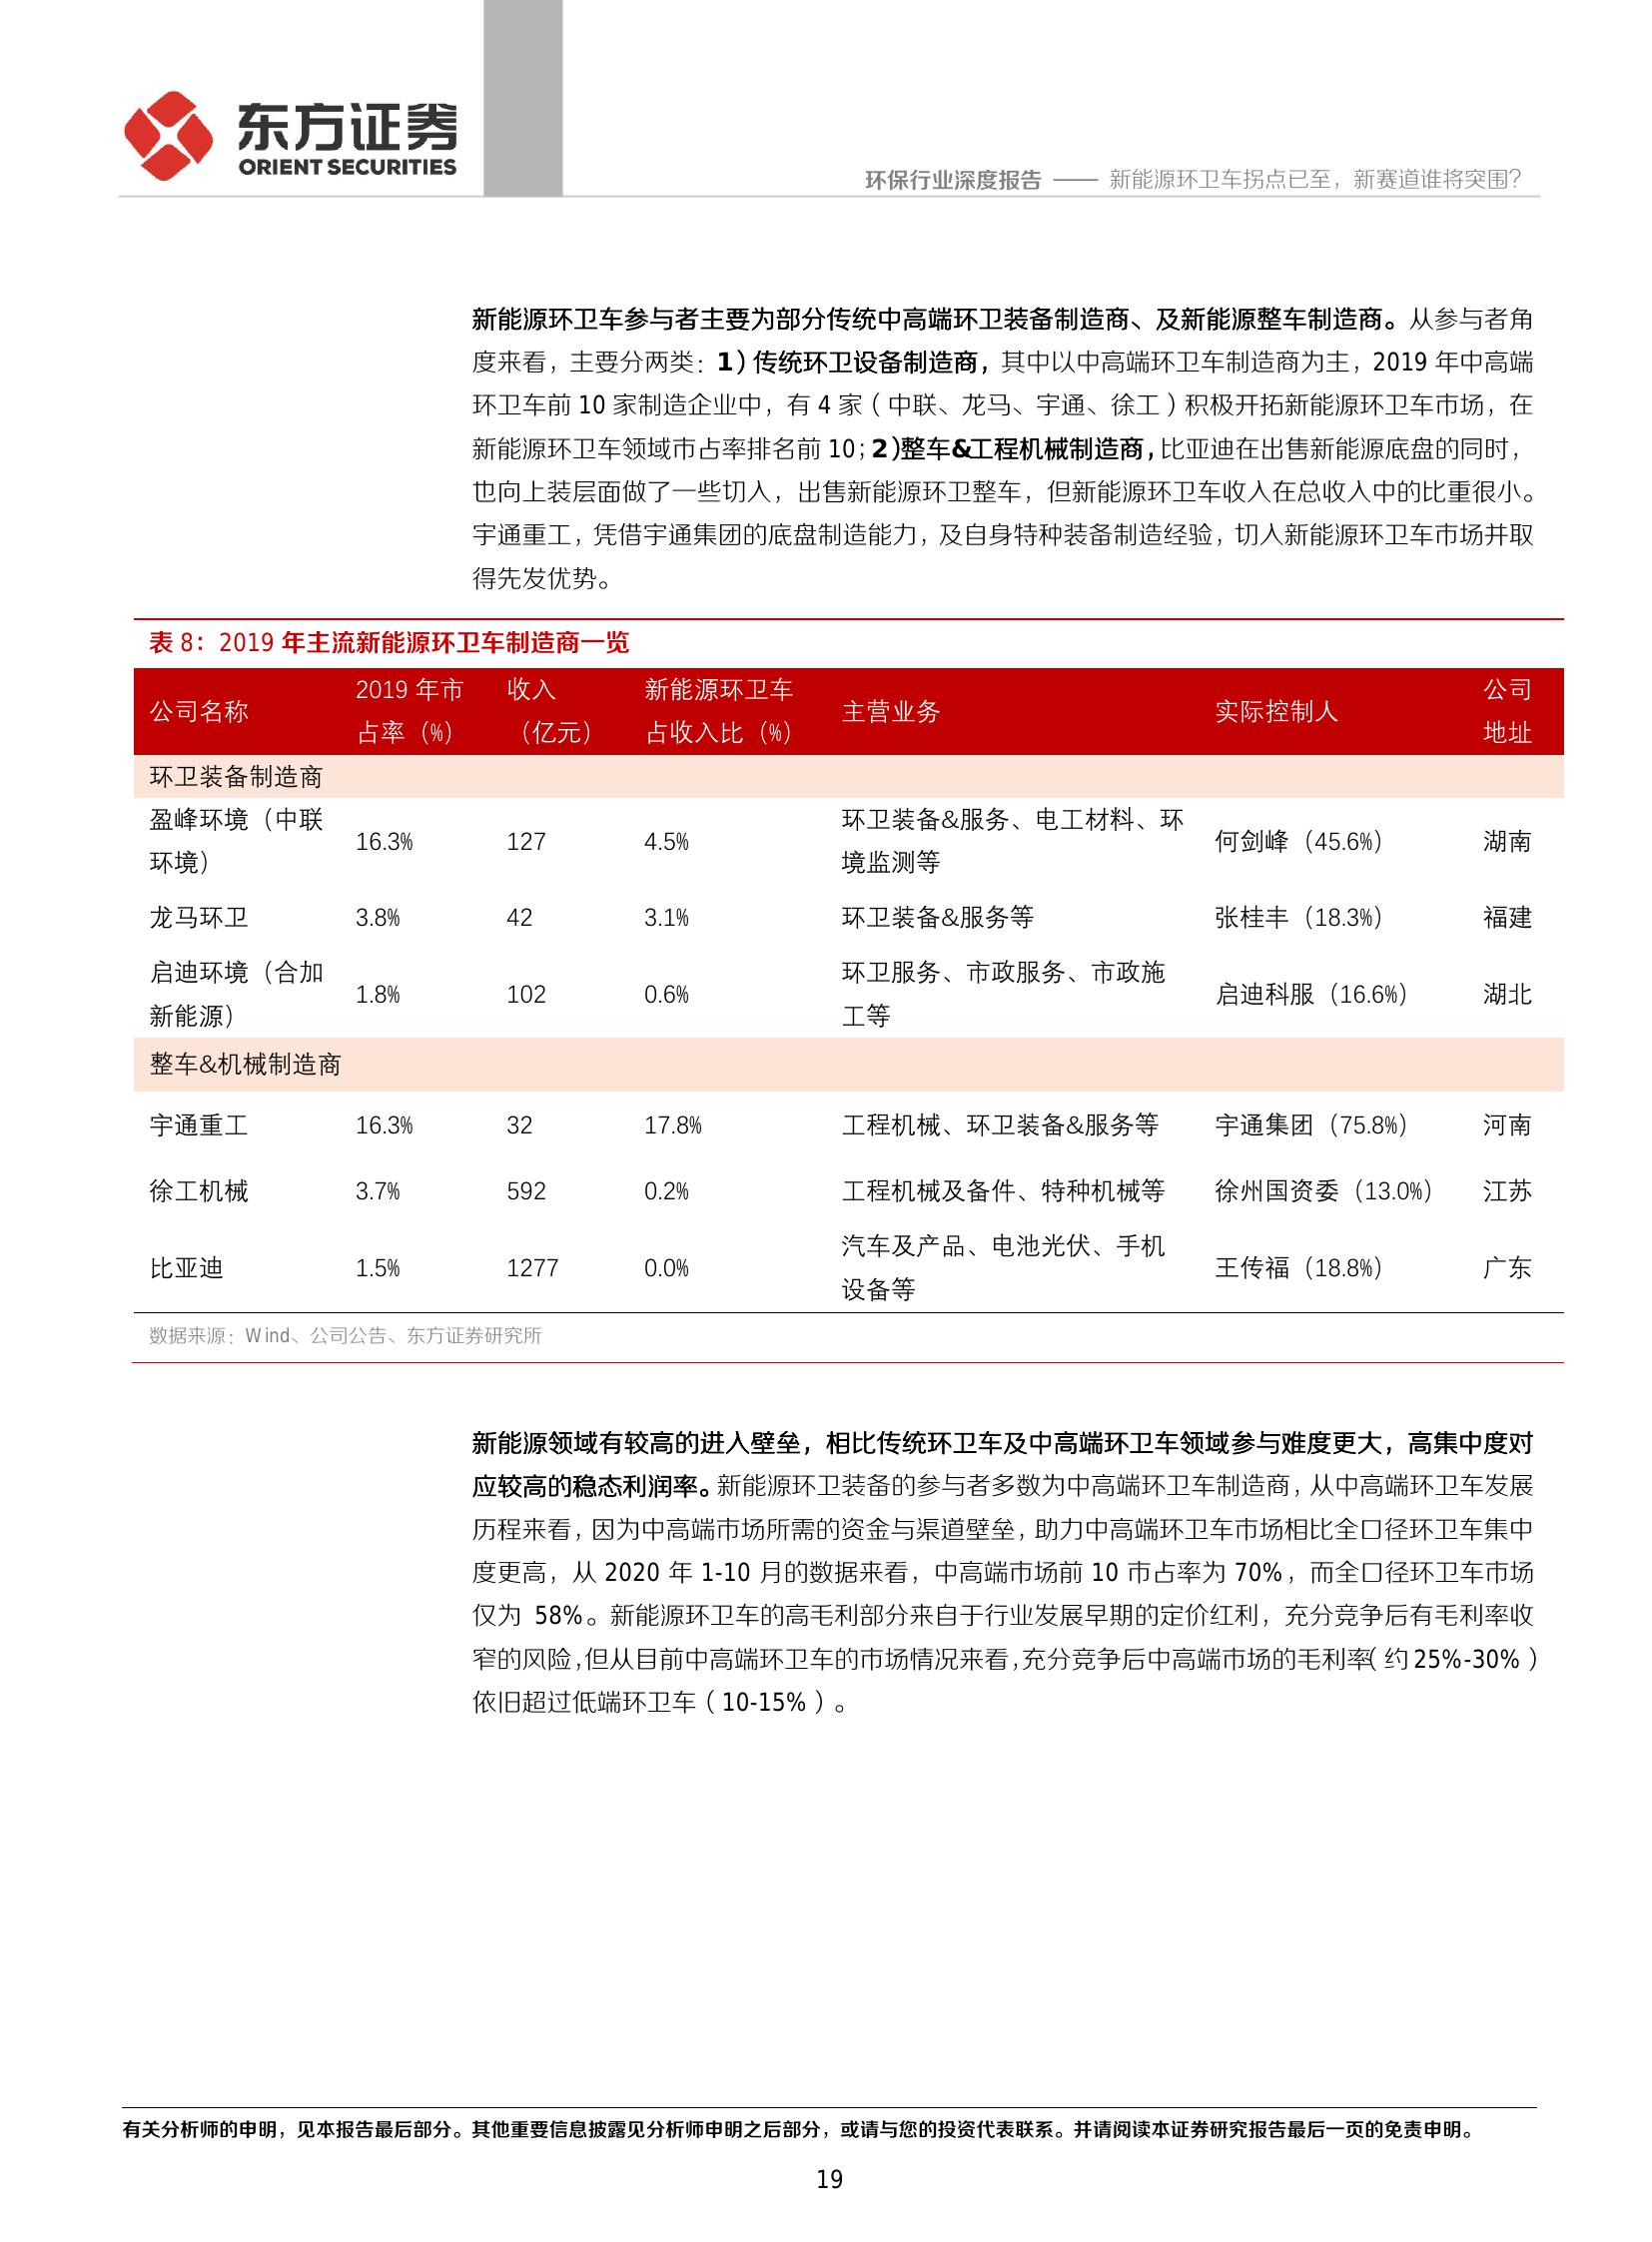 东方证券
ORIENT SECURITIES
环保行业深度报告 —— 新能源环卫车拐点已至，新赛道谁将突围？
新能源环卫车参与者主要为部分传统中高端环卫装备制造商、及新能源整车制造商。从参与者角
度来看，主要分两类：1）传统环卫设备制造商，其中以中高端环卫车制造商为主，2019 年中高端
环卫车前 10 家制造企业中，有 4 家（中联、龙马、宇通、徐工）积极开拓新能源环卫车市场，在
新能源环卫车领域市占率排名前 10；2）整车&工程机械制造商，比亚迪在出售新能源底盘的同时，
也向上装层面做了一些切入，出售新能源环卫整车，但新能源环卫车收入在总收入中的比重很小。
宇通重工，凭借宇通集团的底盘制造能力，及自身特种装备制造经验，切入新能源环卫车市场并取
得先发优势。
表 8：2019 年主流新能源环卫车制造商一览
公司名称 2019 年市占率（%） 收入（亿元） 新能源环卫车占收入比（%） 主营业务 实际控制人 公司地址
环卫装备制造商
盈峰环境（中联环境） 16.3% 127 4.5% 环卫装备&服务、电工材料、环境监测等 何剑峰（45.6%） 湖南
龙马环卫 3.8% 42 3.1% 环卫装备&服务等 张桂丰（18.3%） 福建
启迪环境（合加新能源） 1.8% 102 0.6% 环卫服务、市政服务、市政施工等 启迪科服（16.6%） 湖北
整车&机械制造商
宇通重工 16.3% 32 17.8% 工程机械、环卫装备&服务等 宇通集团（75.8%） 河南
徐工机械 3.7% 592 0.2% 工程机械及备件、特种机械等 徐州国资委（13.0%） 江苏
比亚迪 1.5% 1277 0.0% 汽车及产品、电池光伏、手机设备等 王传福（18.8%） 广东
数据来源：Wind、公司公告、东方证券研究所
新能源领域有较高的进入壁垒，相比传统环卫车及中高端环卫车领域参与难度更大，高集中度对
应较高的稳态利润率。新能源环卫装备的参与者多数为中高端环卫车制造商，从中高端环卫车发展
历程来看，因为中高端市场所需的资金与渠道壁垒，助力中高端环卫车市场相比全口径环卫车集中
度更高，从 2020 年 1-10 月的数据来看，中高端市场前 10 市占率为 70%，而全口径环卫车市场
仅为 58%。新能源环卫车的高毛利部分来自于行业发展早期的定价红利，充分竞争后有毛利率收
窄的风险，但从目前中高端环卫车的市场情况来看，充分竞争后中高端市场的毛利率（约 25%-30%）
依旧超过低端环卫车（10-15%）。
有关分析师的申明，见本报告最后部分。其他重要信息披露见分析师申明之后部分，或请与您的投资代表联系。并请阅读本证券研究报告最后一页的免责申明。
19